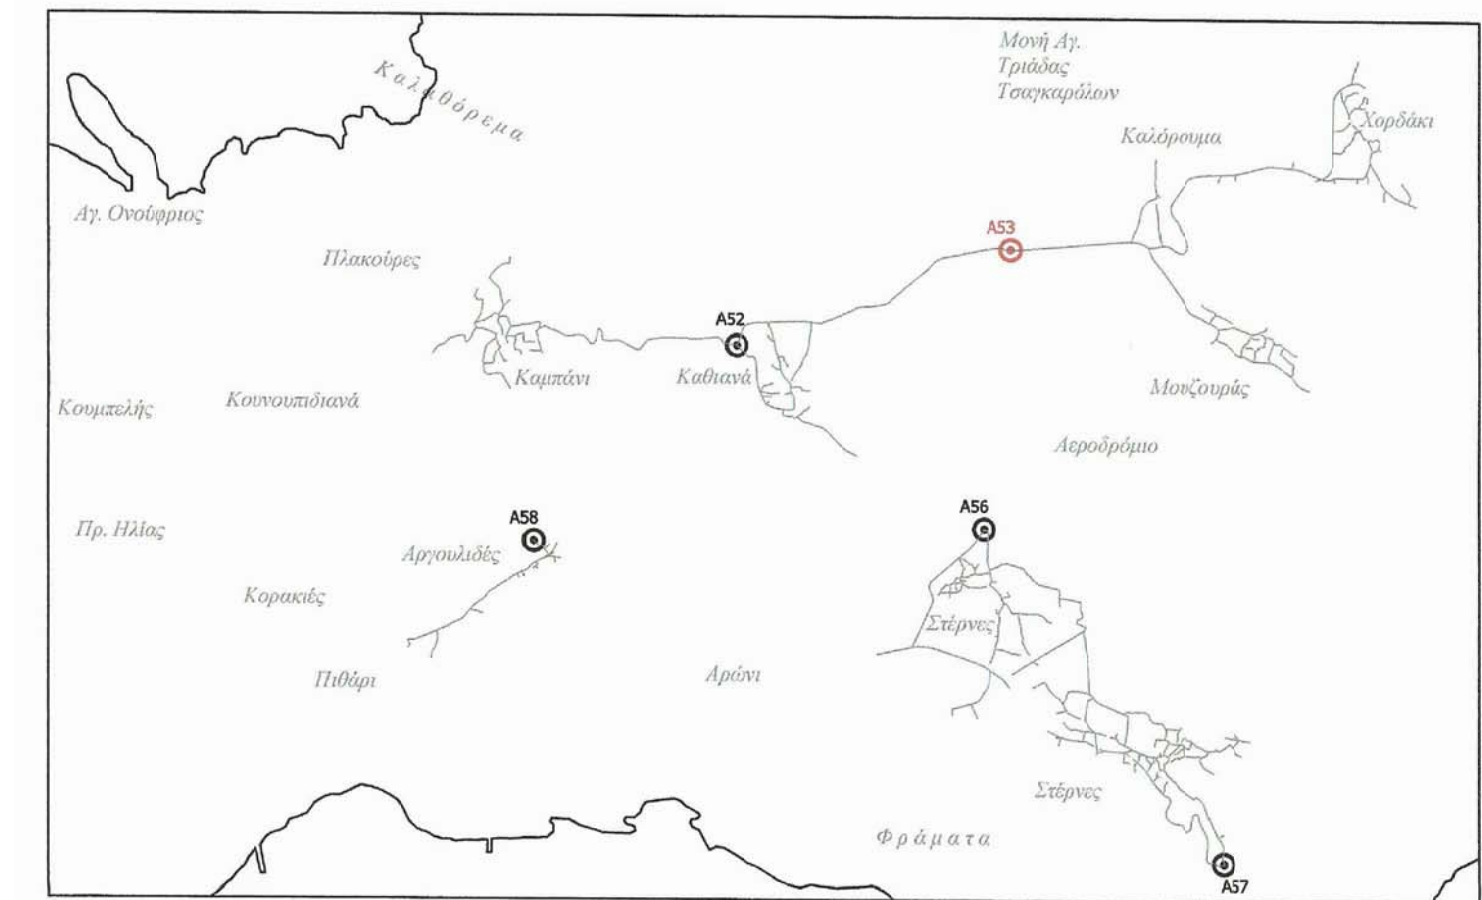 Μονή Αγ.
Τριάδας
Τσαγκαρόλων
Καλαθόρεμα
Χορδάκι
Καλόρουμα
Αγ. Ονούφριος
A53
Πλακούρες
A52
Καμπάνι
Καθιανά
Μουζουράς
Κουνουπιδιανά
Κουμπελής
Αεροδρόμιο
A56
A58
Πρ. Ηλίας
Αργουλιδές
Κορακιές
Στέρνες
Πιθάρι
Αρώνι
Στέρνες
Φράματα
A57